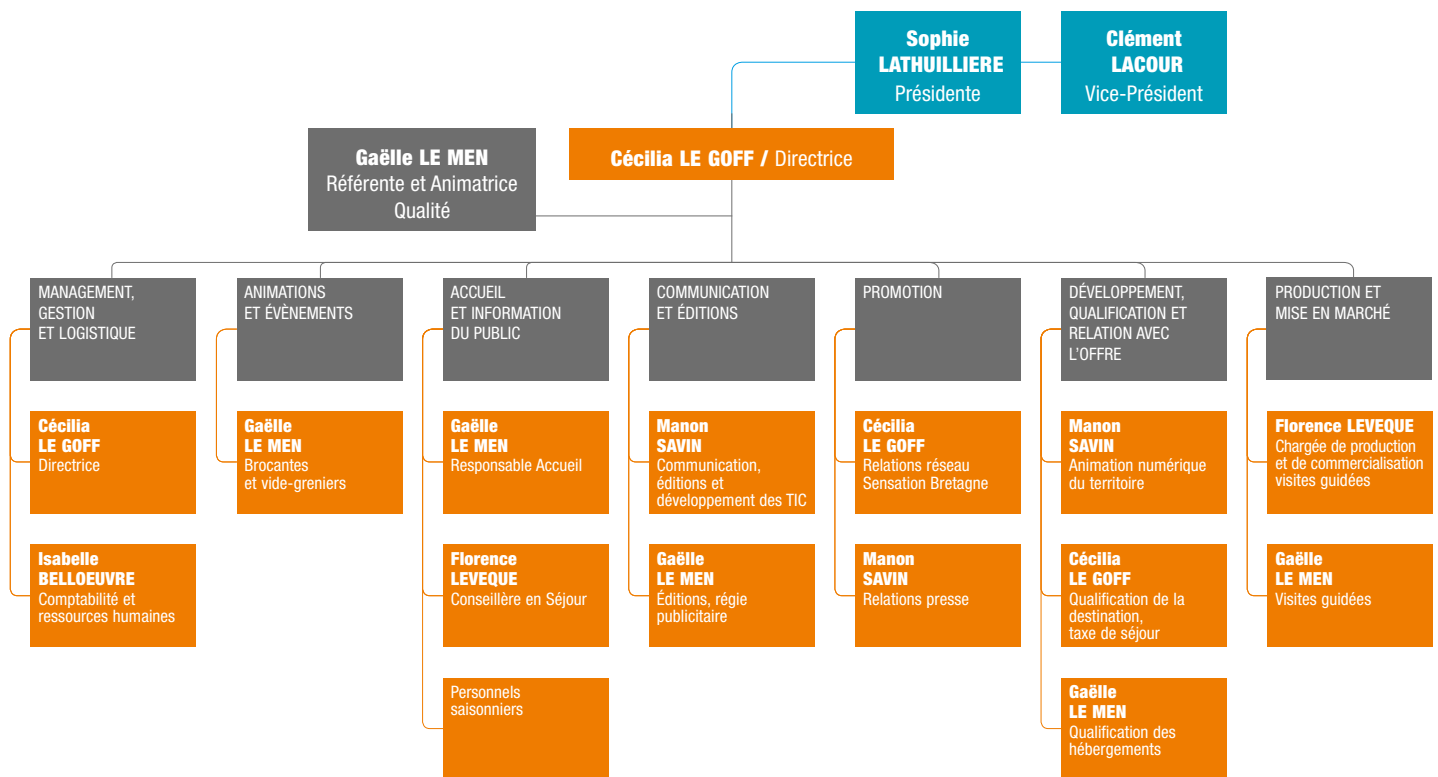 Sophie
LATHUILLIERE
Présidente
Clément
LACOUR
Vice-Président
Gaëlle LE MEN
Référente et Animatrice
Qualité
Cécilia LE GOFF / Directrice
MANAGEMENT,
GESTION
ET LOGISTIQUE
Cécilia
LE GOFF
Directrice
Isabelle
BELLOEUVRE
Comptabilité et
ressources humaines
ANIMATIONS
ET ÉVÈNEMENTS
Gaëlle
LE MEN
Brocantes
et vide-greniers
ACCUEIL
ET INFORMATION
DU PUBLIC
Gaëlle
LE MEN
Responsable Accueil
Florence
LEVEQUE
Conseillère en Séjour
Personnels
saisonniers
COMMUNICATION
ET ÉDITIONS
Manon
SAVIN
Communication,
éditions et
développement des TIC
Gaëlle
LE MEN
Éditions, régie
publicitaire
PROMOTION
Cécilia
LE GOFF
Relations réseau
Sensation Bretagne
Manon
SAVIN
Relations presse
DÉVELOPPEMENT,
QUALIFICATION ET
RELATION AVEC
L’OFFRE
Manon
SAVIN
Animation numérique
du territoire
Cécilia
LE GOFF
Qualification de la
destination,
taxe de séjour
Gaëlle
LE MEN
Qualification des
hébergements
PRODUCTION ET
MISE EN MARCHÉ
Florence LEVEQUE
Chargée de production
et de commercialisation
visites guidées
Gaëlle
LE MEN
Visites guidées